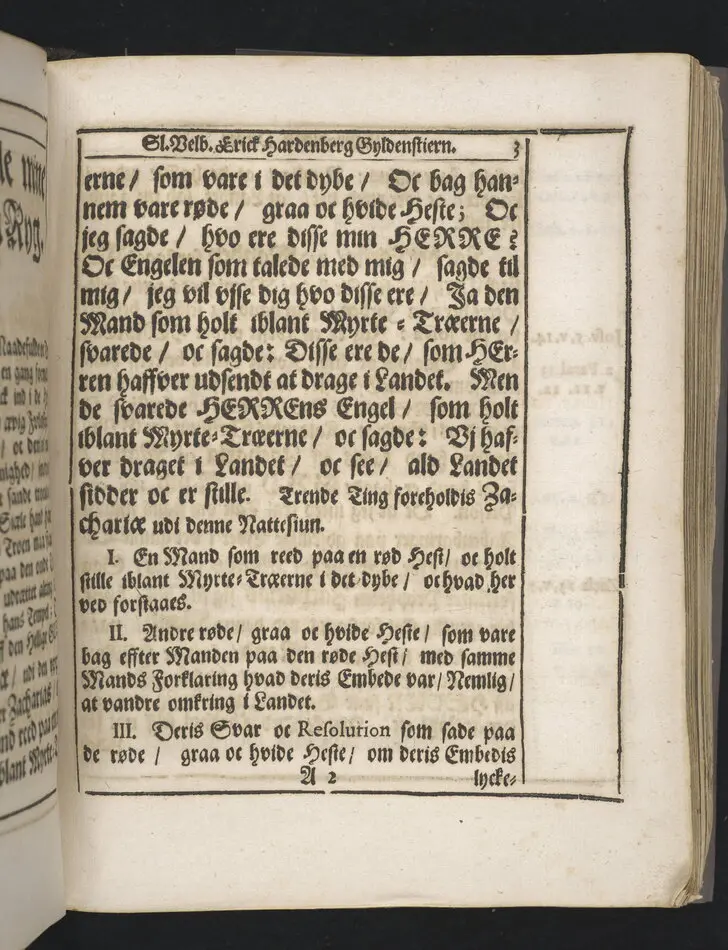 Sl. Velb. Erick Hardenberg Gyldenstiern. 3
erne / som vare i det dybe / Oc bag han-
nem vare røde / graa oc hvide Heste; Oc
jeg sagde / hvo ere disse min HERRE?
Oc Engelen som talede med mig / sagde til
mig / jeg vil vjse dig hvo disse ere / Ja den
Mand som holt iblant Myrte-Træerne /
svarede / oc sagde: Disse ere de / som HEr-
ren haffver udsendt at drage i Landet. Men
de svarede HERRENs Engel / som holt
iblant Myrte-Træerne / oc sagde: Vj haf-
ver draget i Landet / oc see / ald Landet
sidder oc er stille. Trende Ting foreholdis Za-
chariæ udi denne Nattesiun.
I. En Mand som reed paa en rød Hest / oc holt
stille iblant Myrte-Træerne i det dybe / oc hvad her
ved forstaaes.
II. Andre røde / graa oc hvide Heste / som vare
bag effter Manden paa den røde Hest / med samme
Mands Forklaring hvad deris Embede var / Nemlig /
at vandre omkring i Landet.
III. Deris Svar oc Resolution som sade paa
de røde / graa oc hvide Heste / om deris Embedis
A 2 lycke-